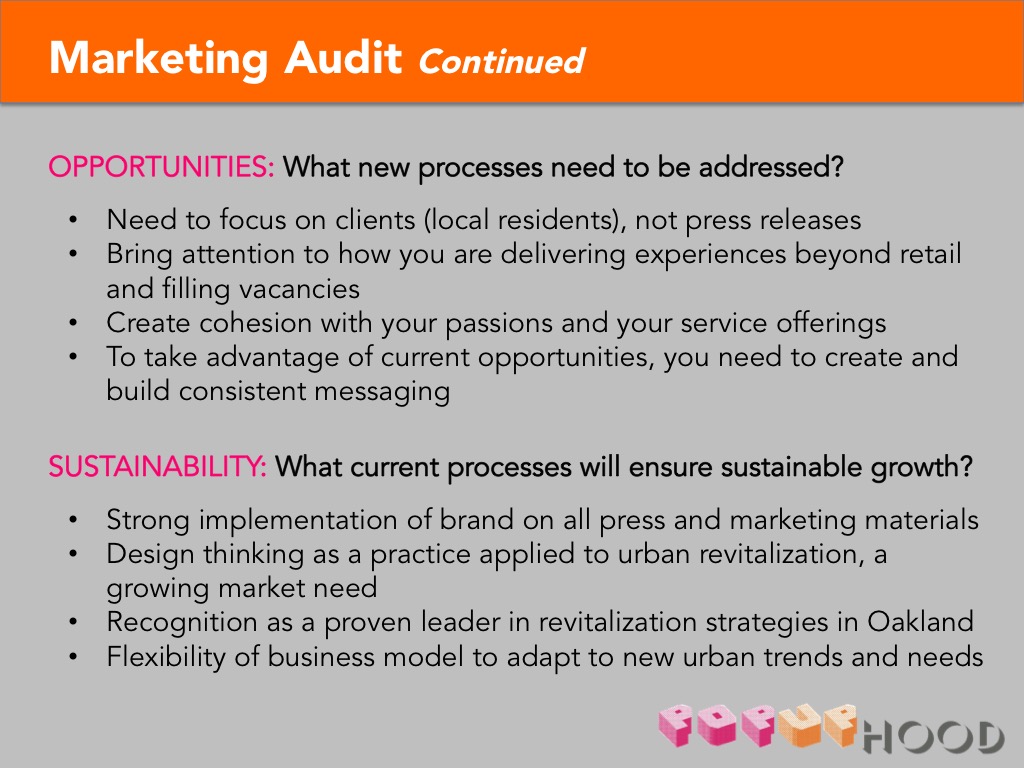 Marketing Audit Continued
OPPORTUNITIES: What new processes need to be addressed?
• Need to focus on clients (local residents), not press releases
• Bring attention to how you are delivering experiences beyond retail
and filling vacancies
• Create cohesion with your passions and your service offerings
• To take advantage of current opportunities, you need to create and
build consistent messaging
SUSTAINABILITY: What current processes will ensure sustainable growth?
• Strong implementation of brand on all press and marketing materials
• Design thinking as a practice applied to urban revitalization, a
growing market need
• Recognition as a proven leader in revitalization strategies in Oakland
• Flexibility of business model to adapt to new urban trends and needs
POPUPHOOD